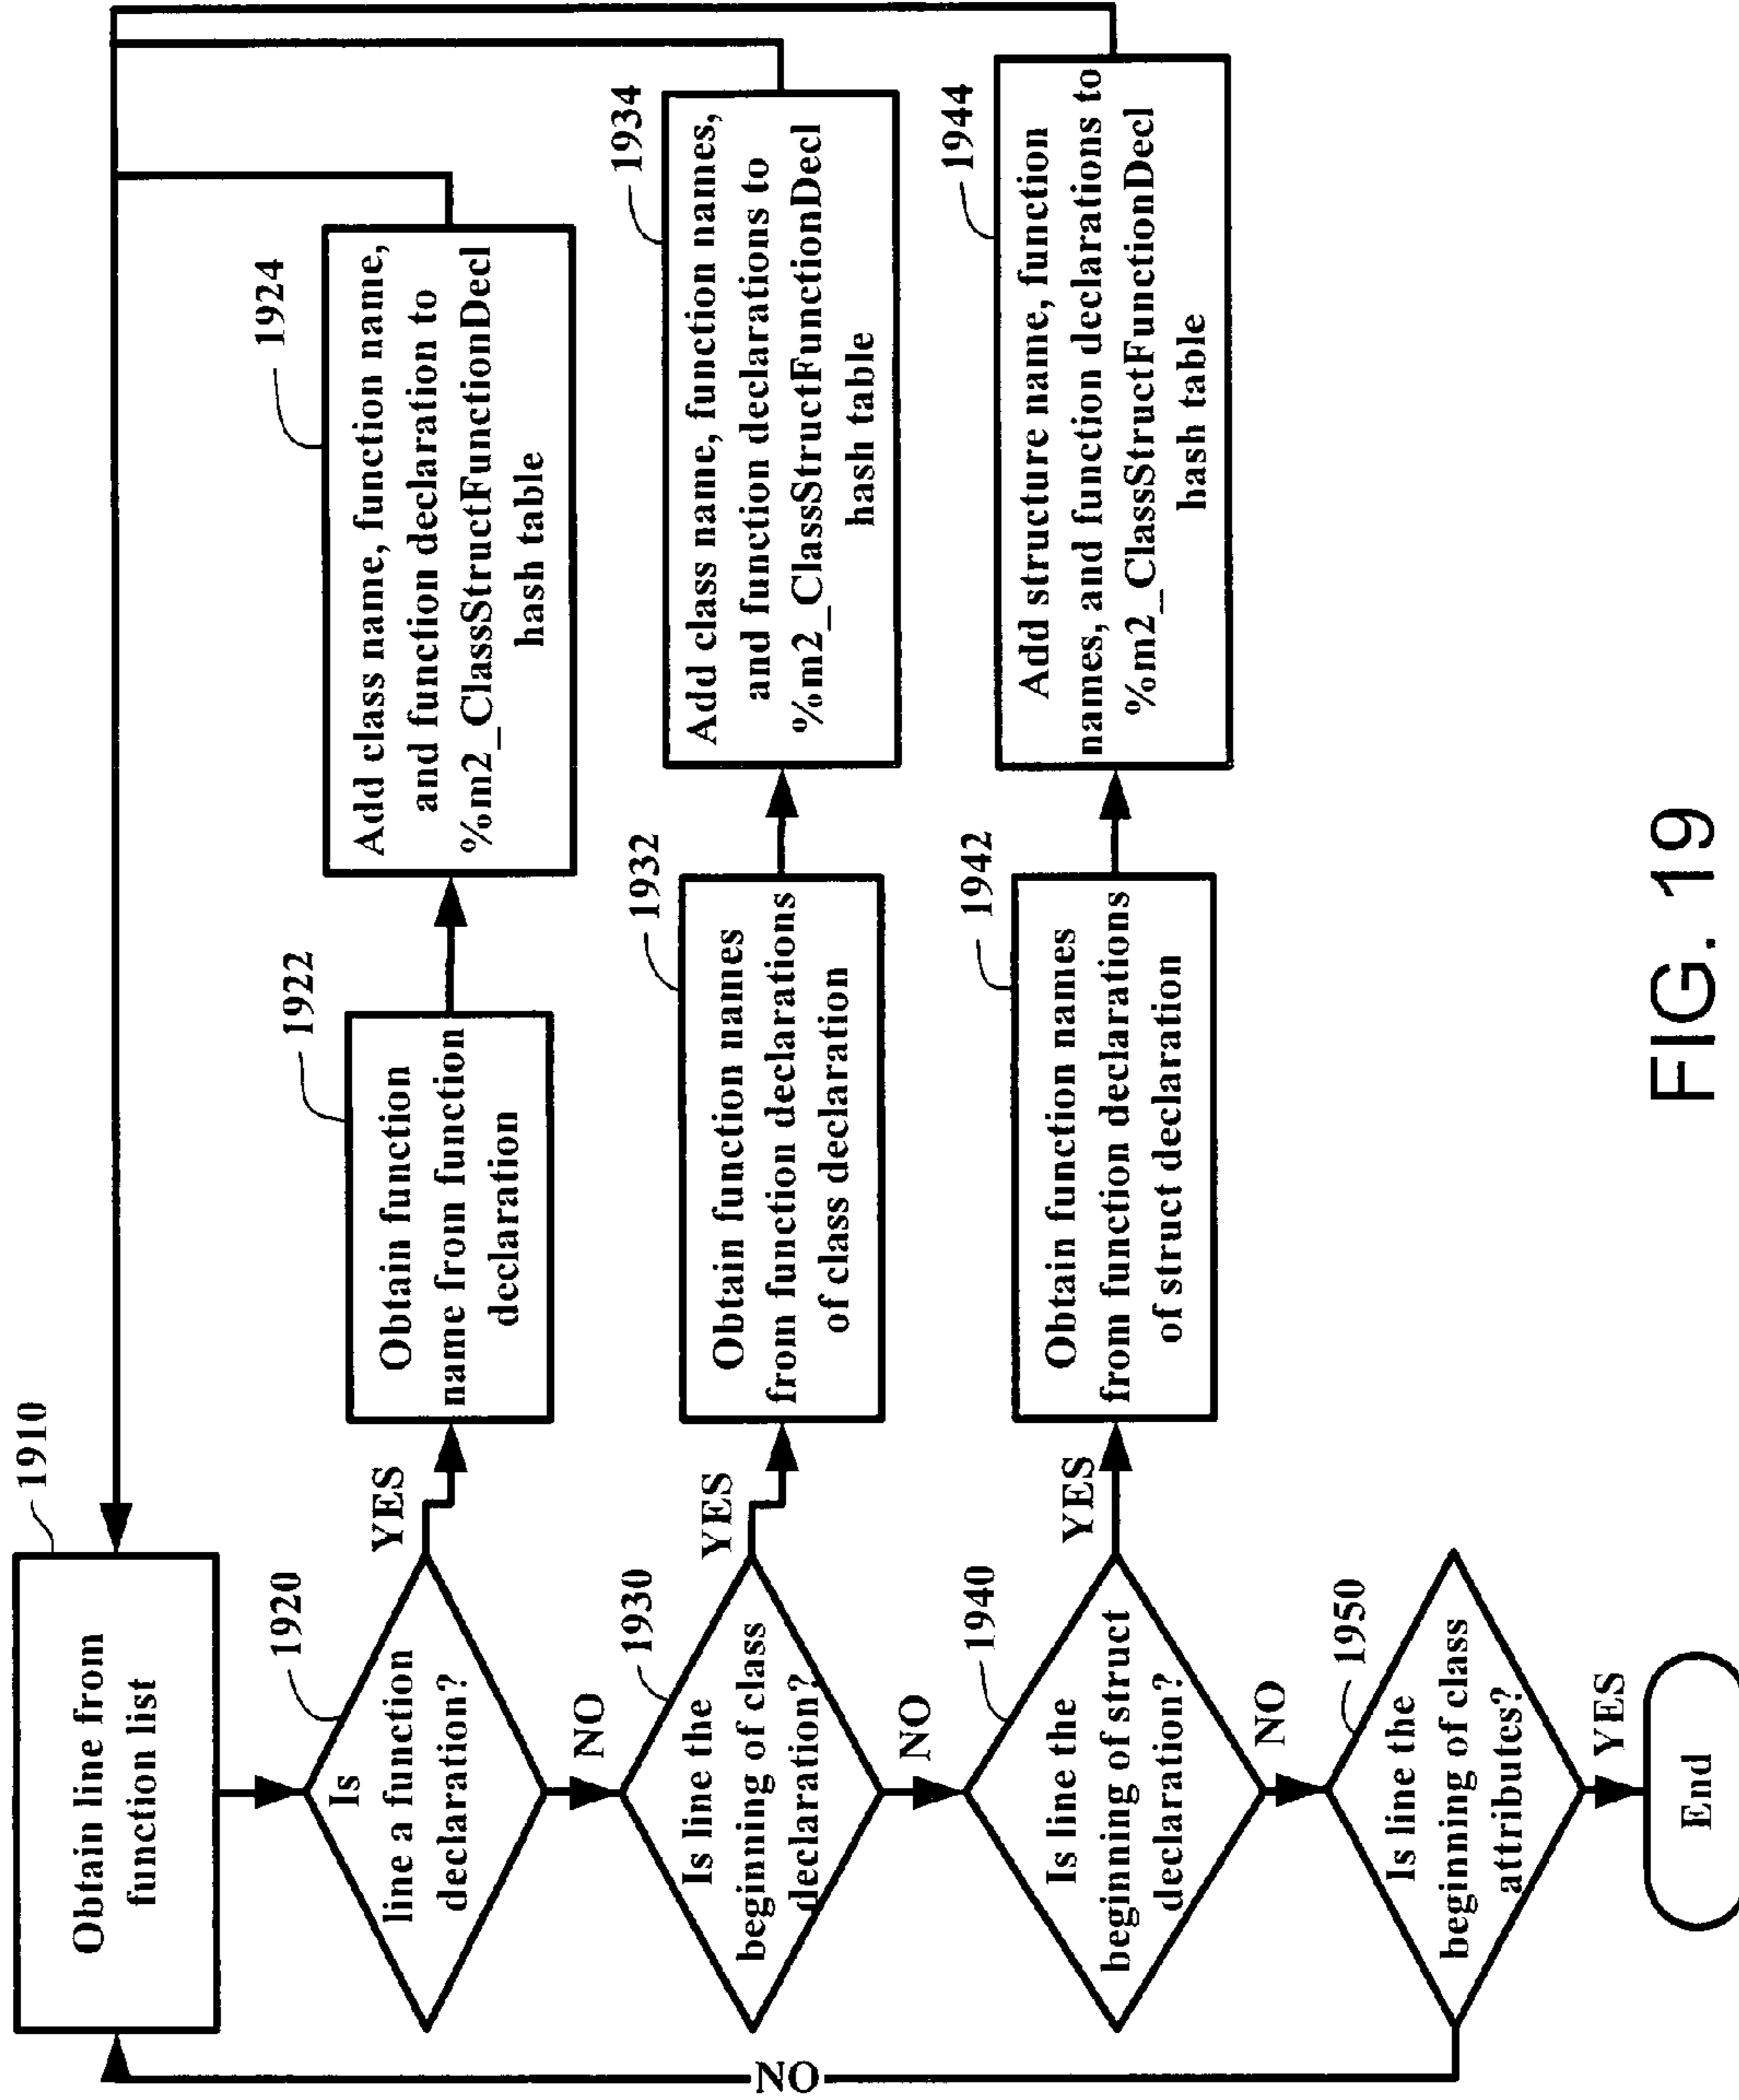 1910
Obtain line from
function list
1920
Is
line a function
declaration?
YES
1922
Obtain function
name from function
declaration
1924
Add class name, function name,
and function declaration to
%m2_ClassStructFunctionDecl
hash table
NO
1930
Is line the
beginning of class
declaration?
YES
1932
Obtain function names
from function declarations
of class declaration
1934
Add class name, function names,
and function declarations to
%m2_ClassStructFunctionDecl
hash table
NO
1940
Is line the
beginning of struct
declaration?
YES
1942
Obtain function names
from function declarations
of struct declaration
1944
Add structure name, function
names, and function declarations to
%m2_ClassStructFunctionDecl
hash table
NO
1950
Is line the
beginning of class
attributes?
NO
YES
End
FIG. 19